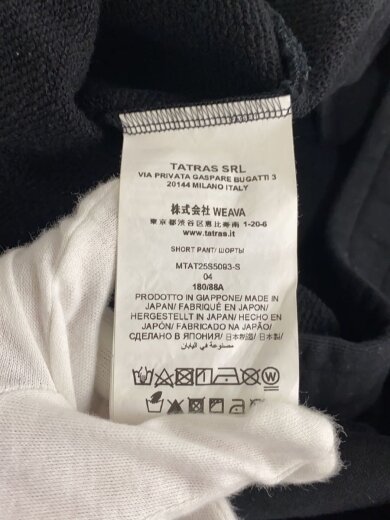 TATRAS SRL
VIA PRIVATA GASPARE BUGATTI 3
20144 MILANO ITALY
株式会社 WEAVA
東京都渋谷区恵比寿南 1-20-6
www.tatras.it
SHORT PANT/ ШОРТЫ
MTAT25S5093-S
04
180/88A
PRODOTTO IN GIAPPONE/ MADE IN
JAPAN/ FABRIQUÉ EN JAPON/
HERGESTELLT IN JAPAN/ HECHO EN
JAPÓN/ FABRICADO NA JAPÃO/
СДЕЛАНО В ЯПОНИЯ/ 日本制造/ 日本製/
مصنوعة في اليابان